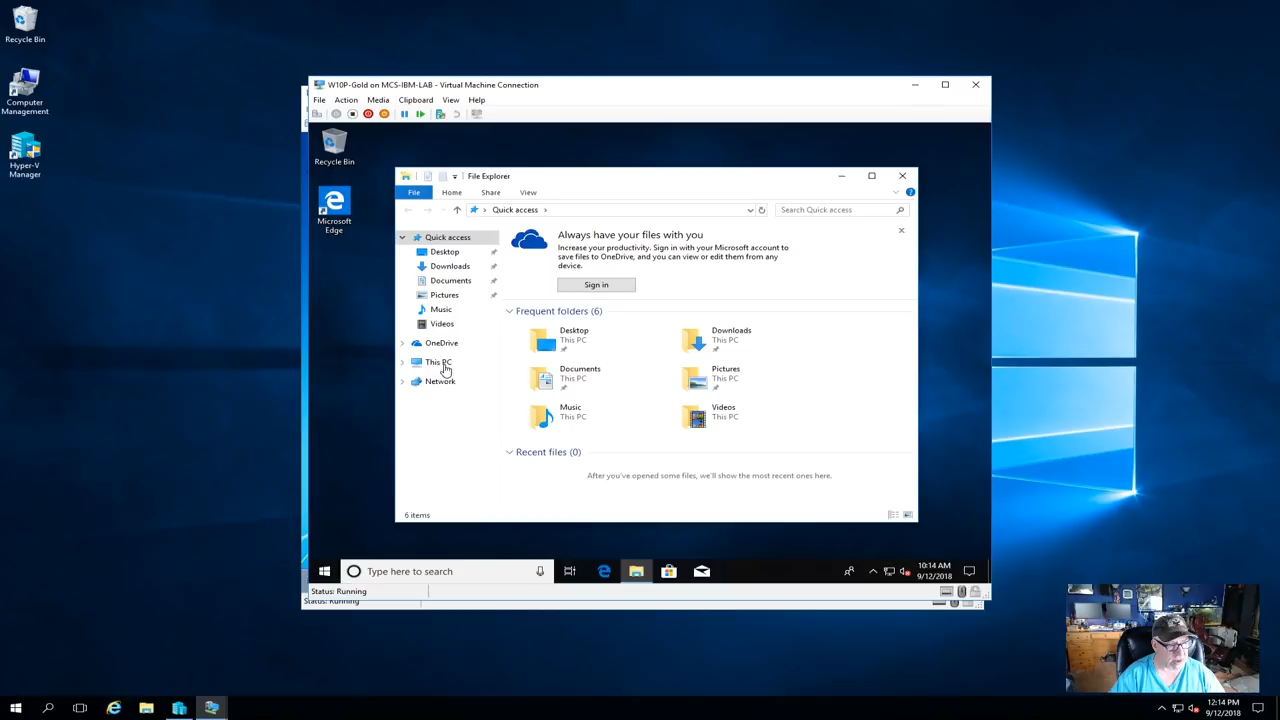 Recycle Bin
Computer
Management
Hyper-V
Manager
W10P-Gold on MCS-IBM-LAB - Virtual Machine Connection
File Action Media Clipboard View Help
Recycle Bin
Microsoft
Edge
File Explorer
File Home Share View
Quick access
Search Quick access
Quick access
Desktop
Downloads
Documents
Pictures
Music
Videos
OneDrive
This PC
Network
Always have your files with you
Increase your productivity. Sign in with your Microsoft account to
save files to OneDrive, and you can view or edit them from any
device.
Sign in
Frequent folders (6)
Desktop
This PC
Downloads
This PC
Documents
This PC
Pictures
This PC
Music
This PC
Videos
This PC
Recent files (0)
After you've opened some files, we'll show the most recent ones here.
6 items
Type here to search
10:14 AM
9/12/2018
Status: Running
Status: Running
12:14 PM
9/12/2018